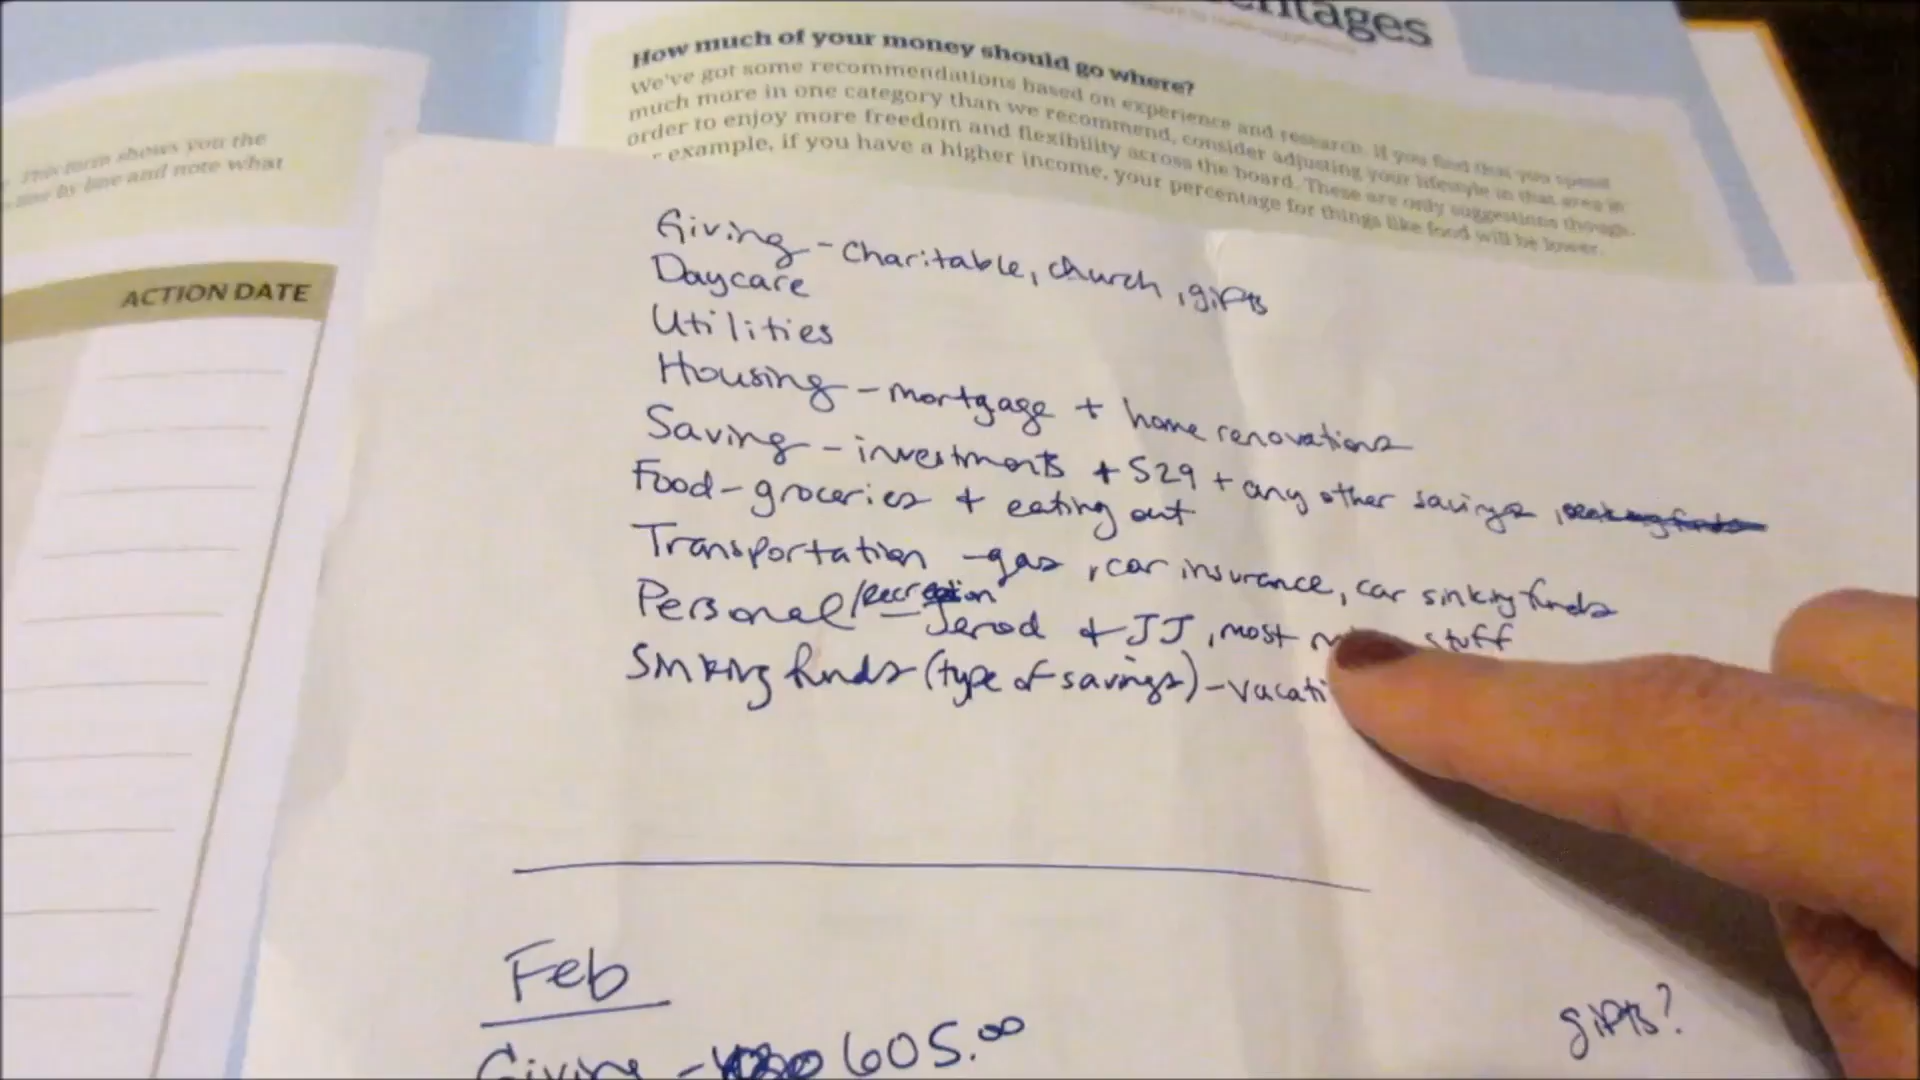 entages
How much of your money should go where?
We've got some recommendations based on experience and research. If you find that you spend
much more in one category than we recommend, consider adjusting your lifestyle in that area in
order to enjoy more freedom and flexibility across the board. These are only suggestions though.
example, if you have a higher income, your percentage for things like food will be lower.
This form shows you the
line by line and note what
ACTION DATE
Giving - charitable, church, gifts
Daycare
Utilities
Housing - mortgage + home renovations
Saving - investments + 529 + any other savings,
Food - groceries + eating out
Transportation - gas, car insurance, car sinking funds
Personal/Recreation - Jerod + JJ, most stuff
Sinking funds (type of savings) - vacati
Feb
Giving - 605.00
gifts?